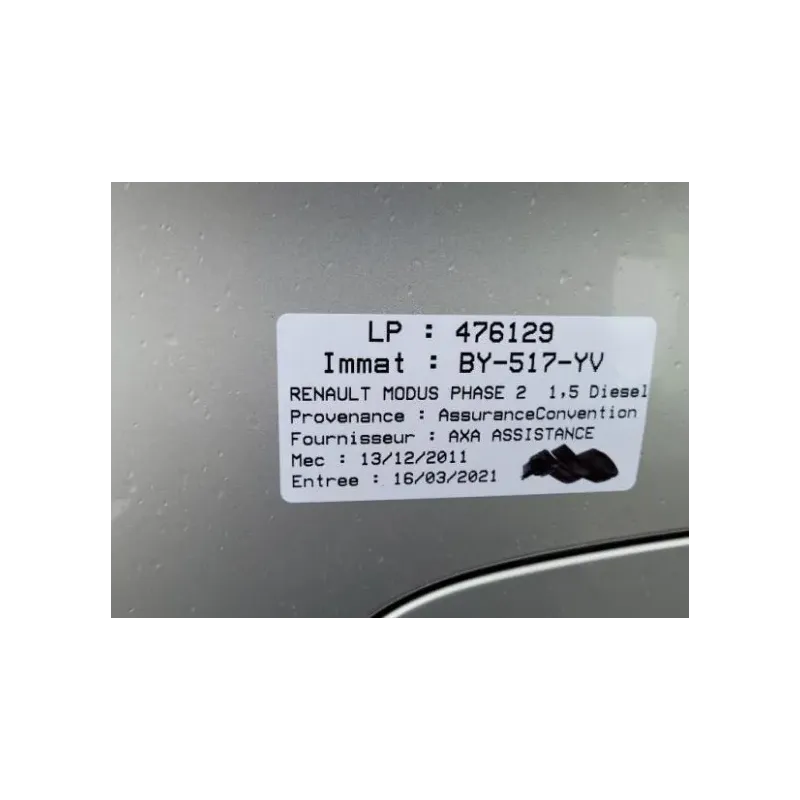 LP : 476129
Immat : BY-517-YV
RENAULT MODUS PHASE 2 1,5 Diesel
Provenance : AssuranceConvention
Fournisseur : AXA ASSISTANCE
Mec : 13/12/2011
Entree : 16/03/2021